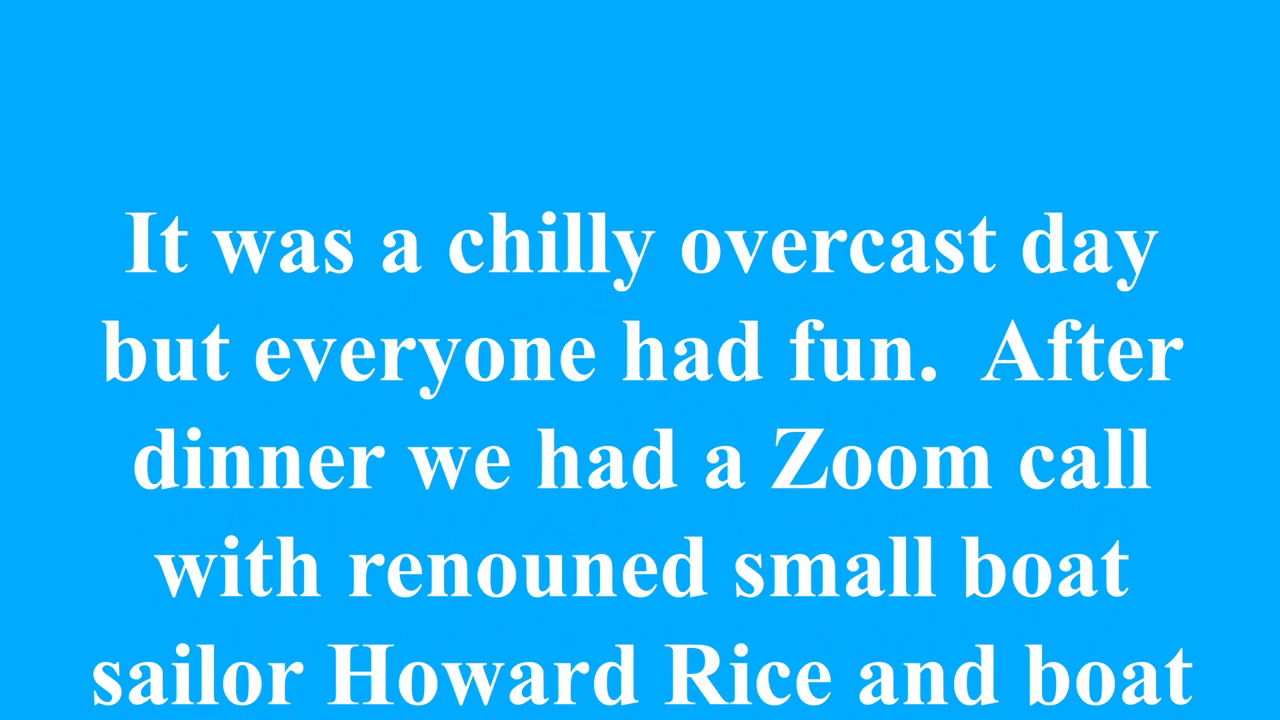 It was a chilly overcast day
but everyone had fun.  After
dinner we had a Zoom call
with renouned small boat
sailor Howard Rice and boat